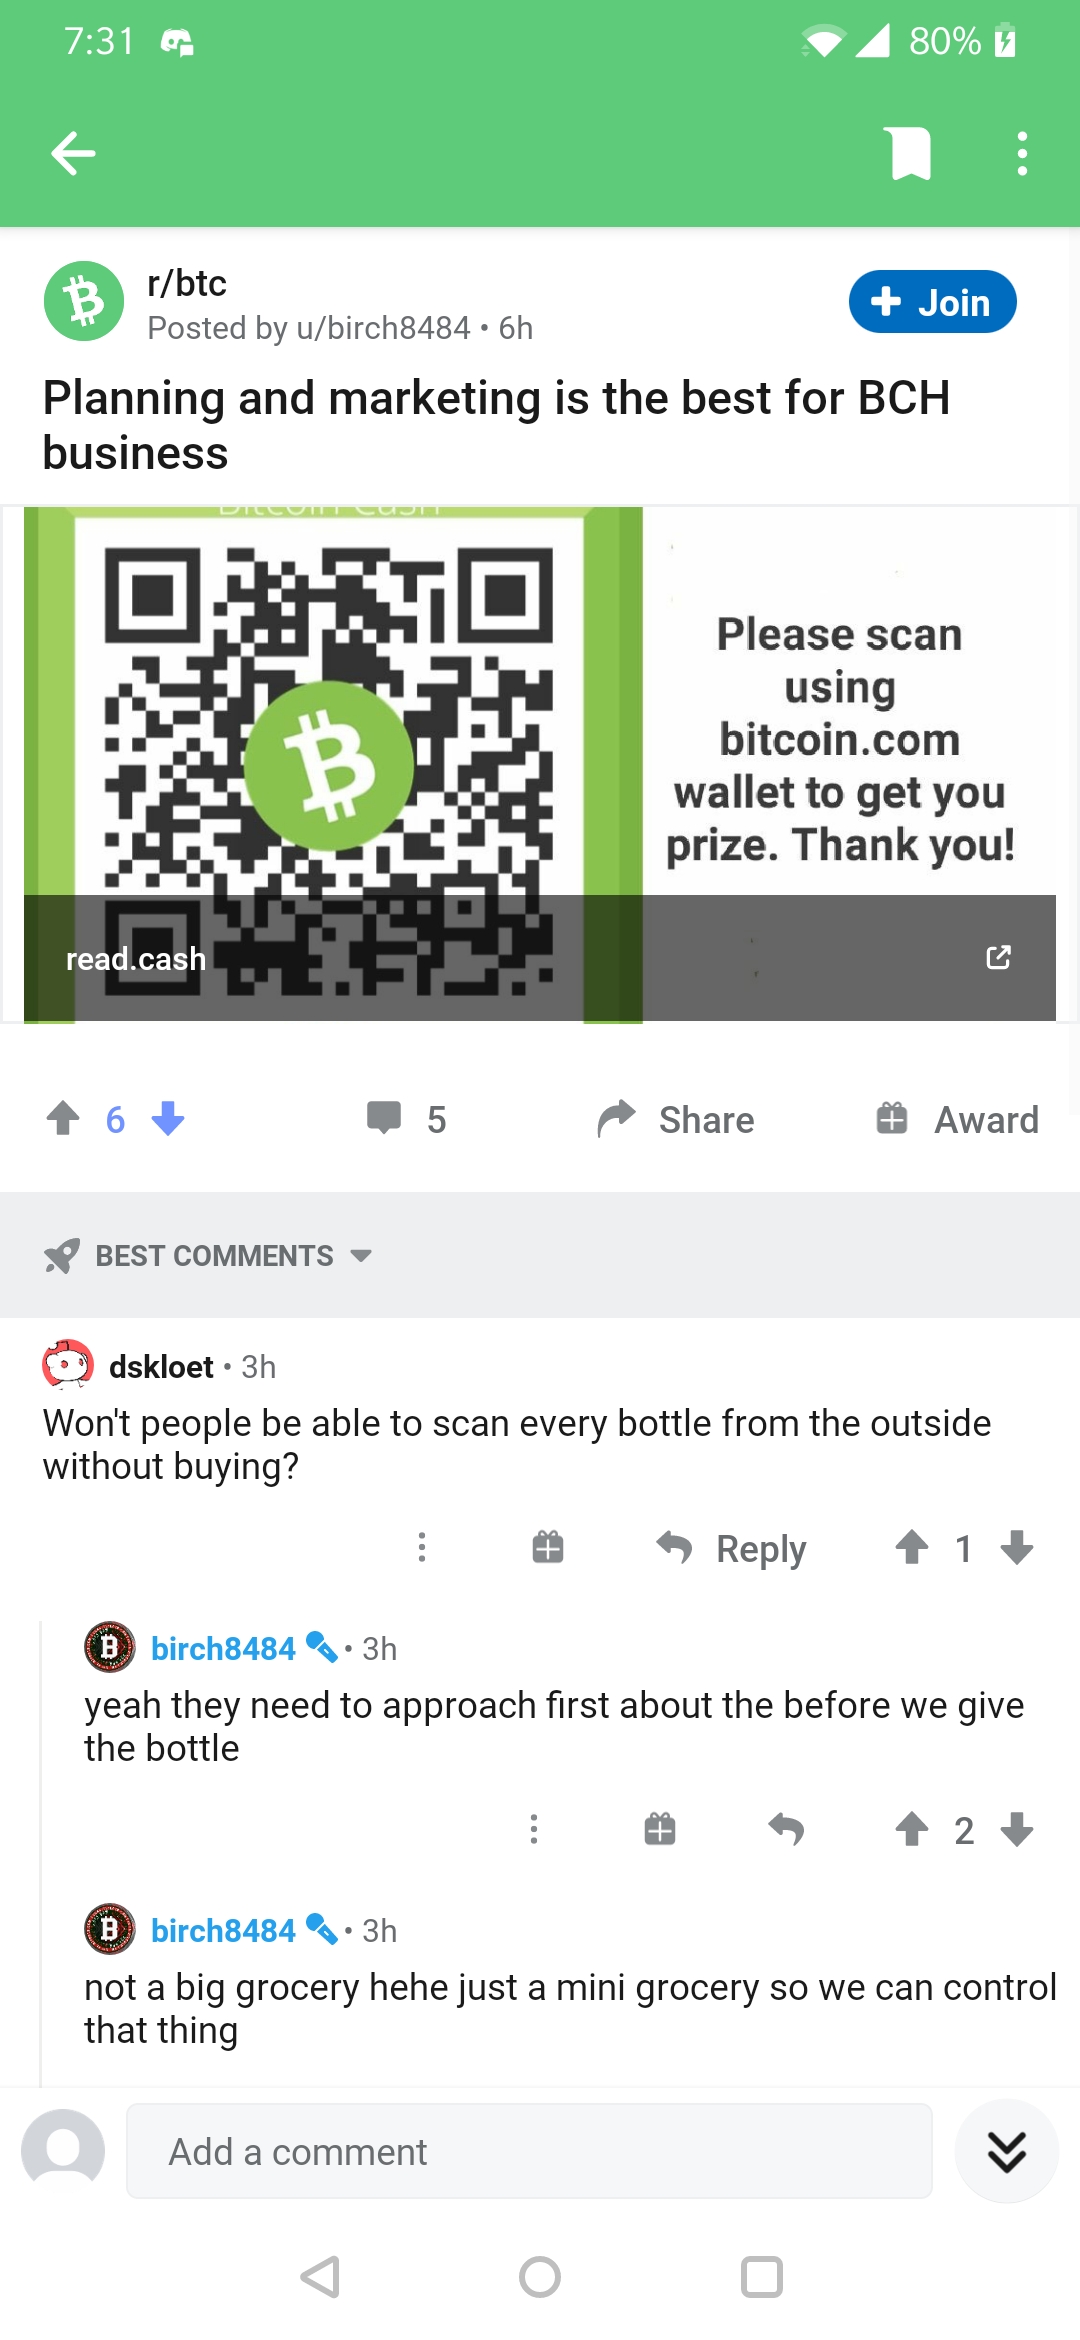 7:31
80%
r/btc
Join
Posted by u/birch8484 • 6h
Planning and marketing is the best for BCH
business
Bitcoin Cash
Please scan
using
bitcoin.com
wallet to get you
prize. Thank you!
read.cash
6
5
Share
Award
BEST COMMENTS
dskloet • 3h
Won't people be able to scan every bottle from the outside
without buying?
Reply
1
birch8484 • 3h
yeah they need to approach first about the before we give
the bottle
2
birch8484 • 3h
not a big grocery hehe just a mini grocery so we can control
that thing
Add a comment